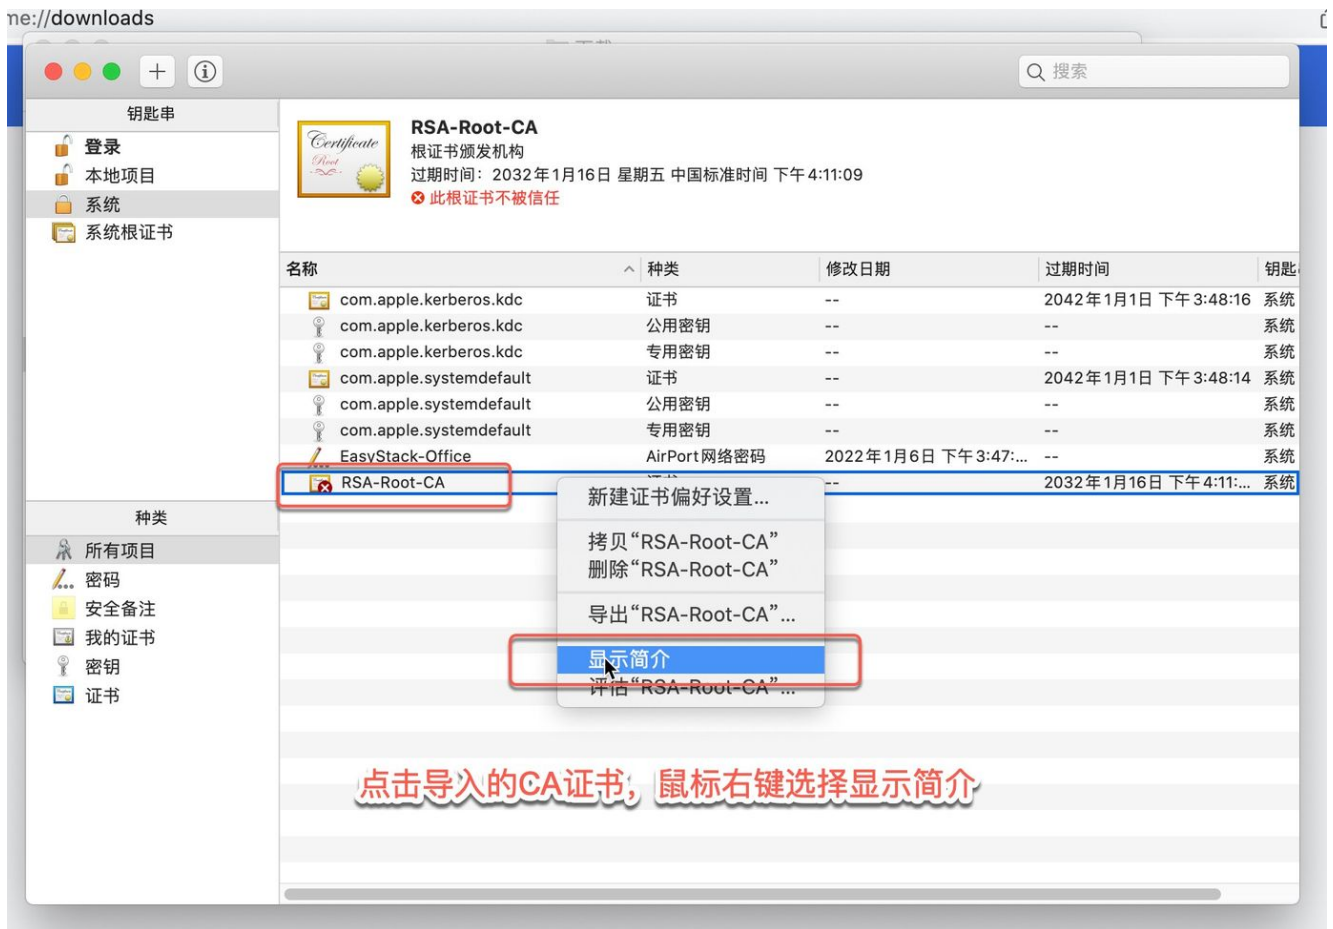 me://downloads
钥匙串
登录
本地项目
系统
系统根证书
搜索
Certificate
Root
RSA-Root-CA
根证书颁发机构
过期时间：2032年1月16日 星期五 中国标准时间 下午4:11:09
此根证书不被信任
名称 种类 修改日期 过期时间 钥匙
com.apple.kerberos.kdc 证书 -- 2042年1月1日 下午3:48:16 系统
com.apple.kerberos.kdc 公用密钥 -- -- 系统
com.apple.kerberos.kdc 专用密钥 -- -- 系统
com.apple.systemdefault 证书 -- 2042年1月1日 下午3:48:14 系统
com.apple.systemdefault 公用密钥 -- -- 系统
com.apple.systemdefault 专用密钥 -- -- 系统
EasyStack-Office AirPort网络密码 2022年1月6日 下午3:47:... -- 系统
RSA-Root-CA 证书 -- 2032年1月16日 下午4:11:... 系统
新建证书偏好设置...
拷贝“RSA-Root-CA”
删除“RSA-Root-CA”
导出“RSA-Root-CA”...
显示简介
评估“RSA-Root-CA”...
种类
所有项目
密码
安全备注
我的证书
密钥
证书
点击导入的CA证书，鼠标右键选择显示简介